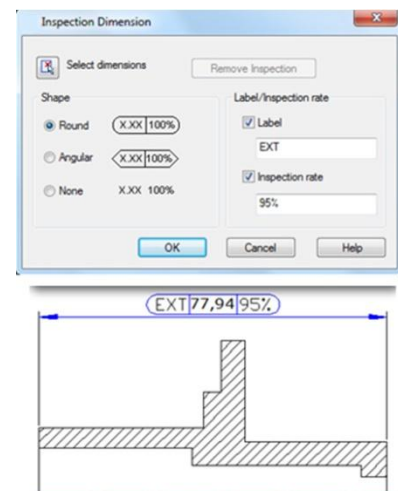 Inspection Dimension
Select dimensions
Remove Inspection
Shape
Label/Inspection rate
Round
X.XX 100%
Label
EXT
Angular
X.XX 100%
Inspection rate
None
X.XX 100%
95%
OK
Cancel
Help
EXT 77,94 95%